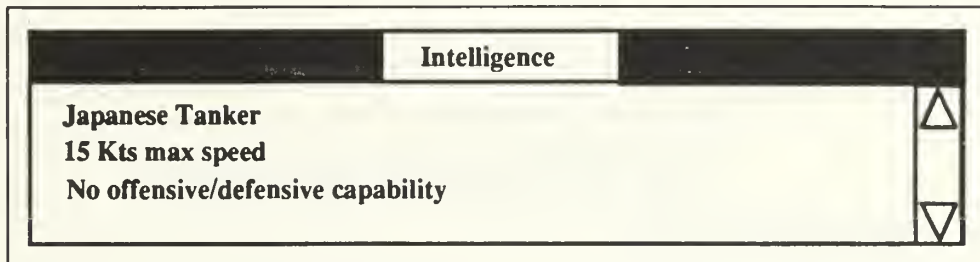 Intelligence
Japanese Tanker
15 Kts max speed
No offensive/defensive capability